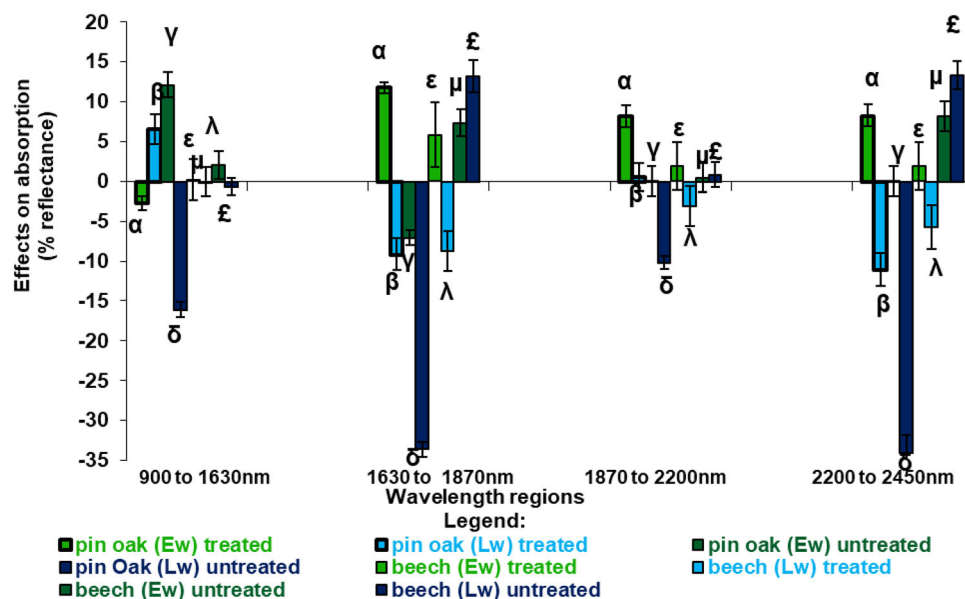 20
15
10
5
0
-5
-10
-15
-20
-25
-30
-35
Effects on absorption
(% reflectance)
α β γ δ ε μ λ £
α β γ δ ε λ μ £
α β γ δ ε λ μ £
α β γ δ ε λ μ £
900 to 1630nm 1630 to 1870nm 1870 to 2200nm 2200 to 2450nm
Wavelength regions
Legend:
pin oak (Ew) treated pin oak (Lw) treated pin oak (Ew) untreated
pin Oak (Lw) untreated beech (Ew) treated beech (Lw) treated
beech (Ew) untreated beech (Lw) untreated